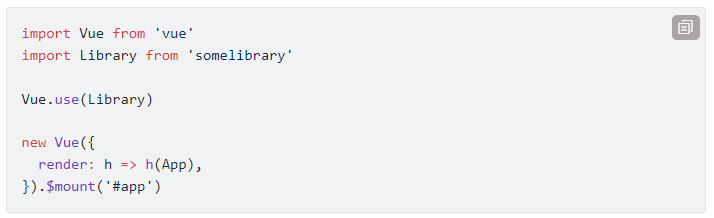 import Vue from 'vue'
import Library from 'somelibrary'
Vue.use(Library)
new Vue({
  render: h => h(App),
}).$mount('#app')